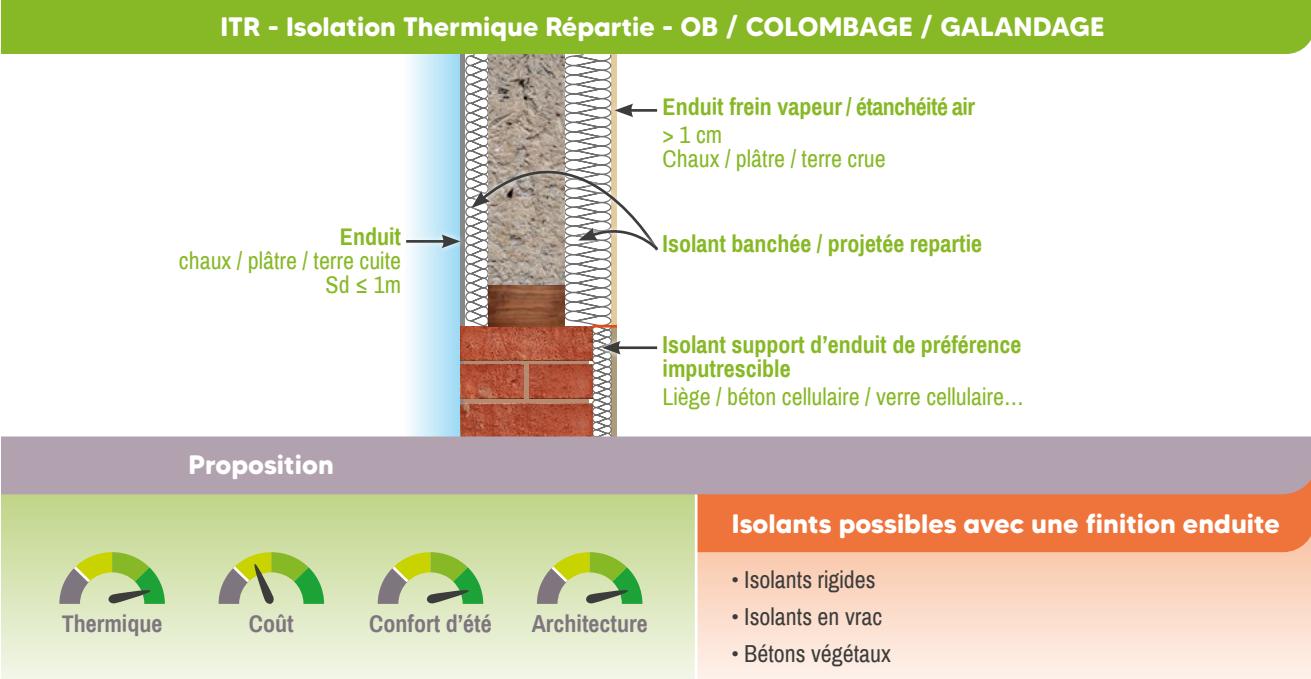 ITR - Isolation Thermique Répartie - OB / COLOMBAGE / GALANDAGE
Enduit frein vapeur / étanchéité air
> 1 cm
Chaux / plâtre / terre crue
Enduit
chaux / plâtre / terre cuite
Sd ≤ 1m
Isolant banchée / projetée repartie
Isolant support d’enduit de préférence
imputrescible
Liège / béton cellulaire / verre cellulaire…
Proposition
Thermique
Coût
Confort d’été
Architecture
Isolants possibles avec une finition enduite
• Isolants rigides
• Isolants en vrac
• Bétons végétaux